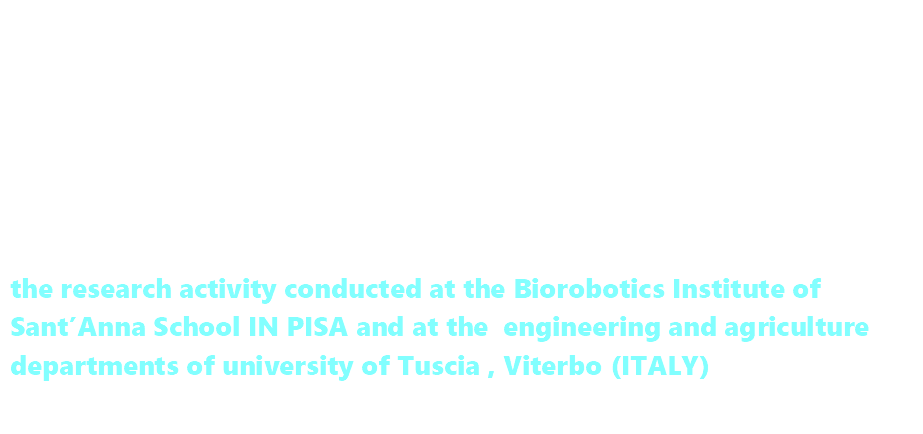 the research activity conducted at the Biorobotics Institute of
Sant´Anna School IN PISA and at the  engineering and agriculture
departments of university of Tuscia , Viterbo (ITALY)